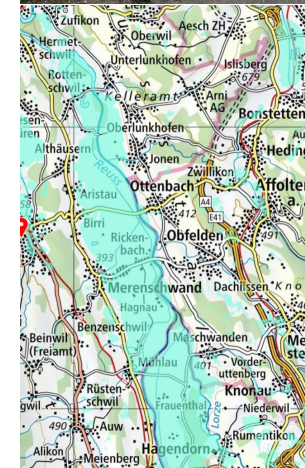 Zufikon
Aesch ZH
Oberwil
Hermet-
schwil
Unterlunkhofen
Islisberg
679
Rotten-
schwil
Kelleramt
Arni
AG
Bonstetten
Oberlunkhofen
Althäusern
Hedin
Jonen
Reuss
Zwillikon
Ottenbach
Affolte
a.
Aristau
A4
E41
412
Birri
Obfelden
491
Ricken-
bach
393
Merenschwand
Dachlissen
Hagnau
Benzenschwil
Maschwanden
Beinwil
(Freiamt)
Mühlau
401
Vorder-
uttenberg
Rüsten-
schwil
Knonau
Frauenthal
Lorze
Niederwil
490
Auw
Rumentikon
Alikon
Meienberg
Hagendorn